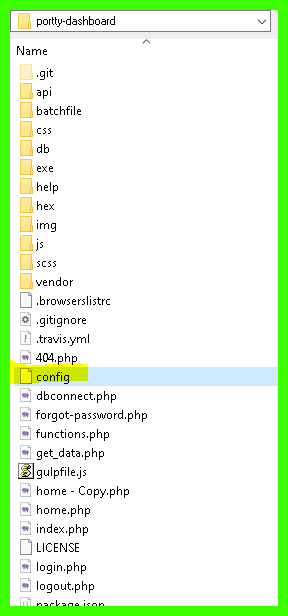 portty-dashboard
Name
.git
api
batchfile
css
db
exe
help
hex
img
js
scss
vendor
.browserslistrc
.gitignore
.travis.yml
404.php
config
dbconnect.php
forgot-password.php
functions.php
get_data.php
gulpfile.js
home - Copy.php
home.php
index.php
LICENSE
login.php
logout.php
package.json